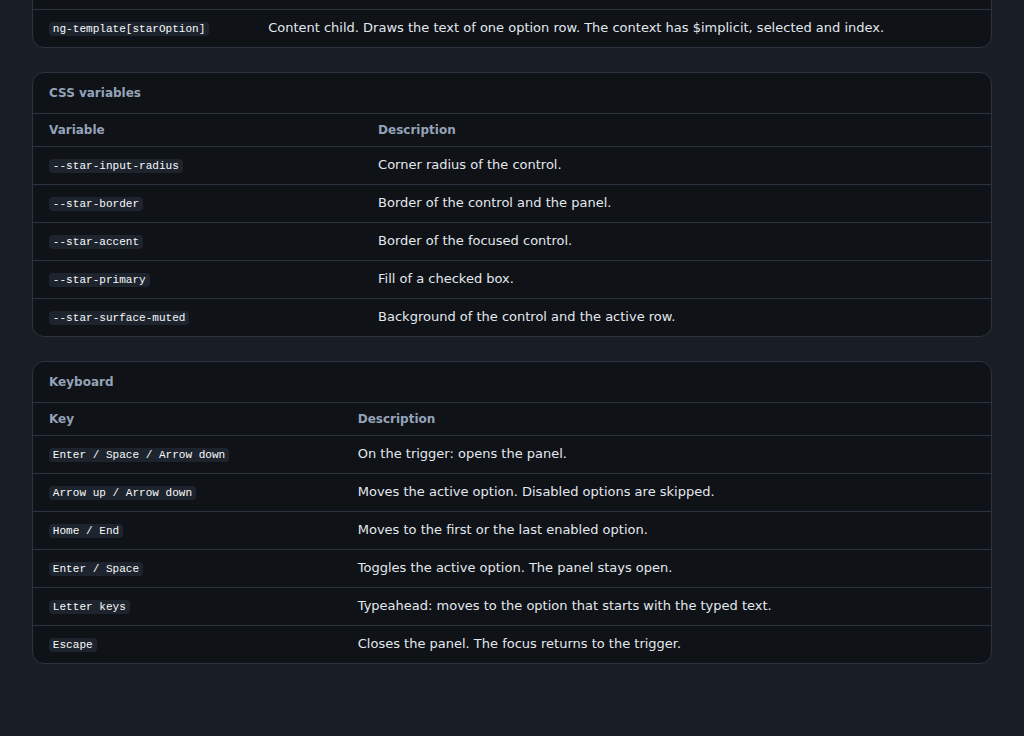 ng-template[starOption] Content child. Draws the text of one option row. The context has $implicit, selected and index.
CSS variables
Variable Description
--star-input-radius Corner radius of the control.
--star-border Border of the control and the panel.
--star-accent Border of the focused control.
--star-primary Fill of a checked box.
--star-surface-muted Background of the control and the active row.
Keyboard
Key Description
Enter / Space / Arrow down On the trigger: opens the panel.
Arrow up / Arrow down Moves the active option. Disabled options are skipped.
Home / End Moves to the first or the last enabled option.
Enter / Space Toggles the active option. The panel stays open.
Letter keys Typeahead: moves to the option that starts with the typed text.
Escape Closes the panel. The focus returns to the trigger.